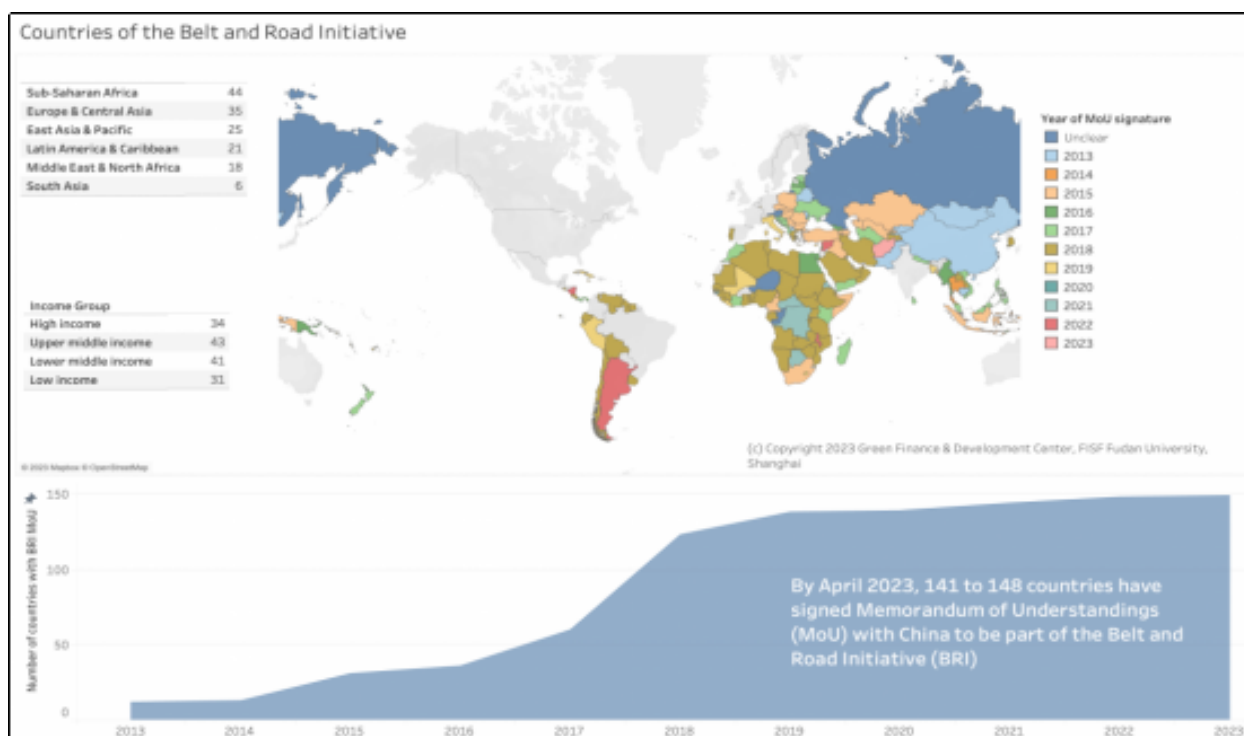 Countries of the Belt and Road Initiative
Sub-Saharan Africa 44
Europe & Central Asia 35
East Asia & Pacific 25
Latin America & Caribbean 21
Middle East & North Africa 18
South Asia 6
Income Group
High income 34
Upper middle income 43
Lower middle income 41
Low income 31
© 2023 Mapbox © OpenStreetMap
Year of MoU signature
Unclear
2013
2014
2015
2016
2017
2018
2019
2020
2021
2022
2023
(c) Copyright 2023 Green Finance & Development Center, FISF Fudan University,
Shanghai
Number of countries with BRI MoU
150
100
50
0
By April 2023, 141 to 148 countries have
signed Memorandum of Understandings
(MoU) with China to be part of the Belt and
Road Initiative (BRI)
2013 2014 2015 2016 2017 2018 2019 2020 2021 2022 2023